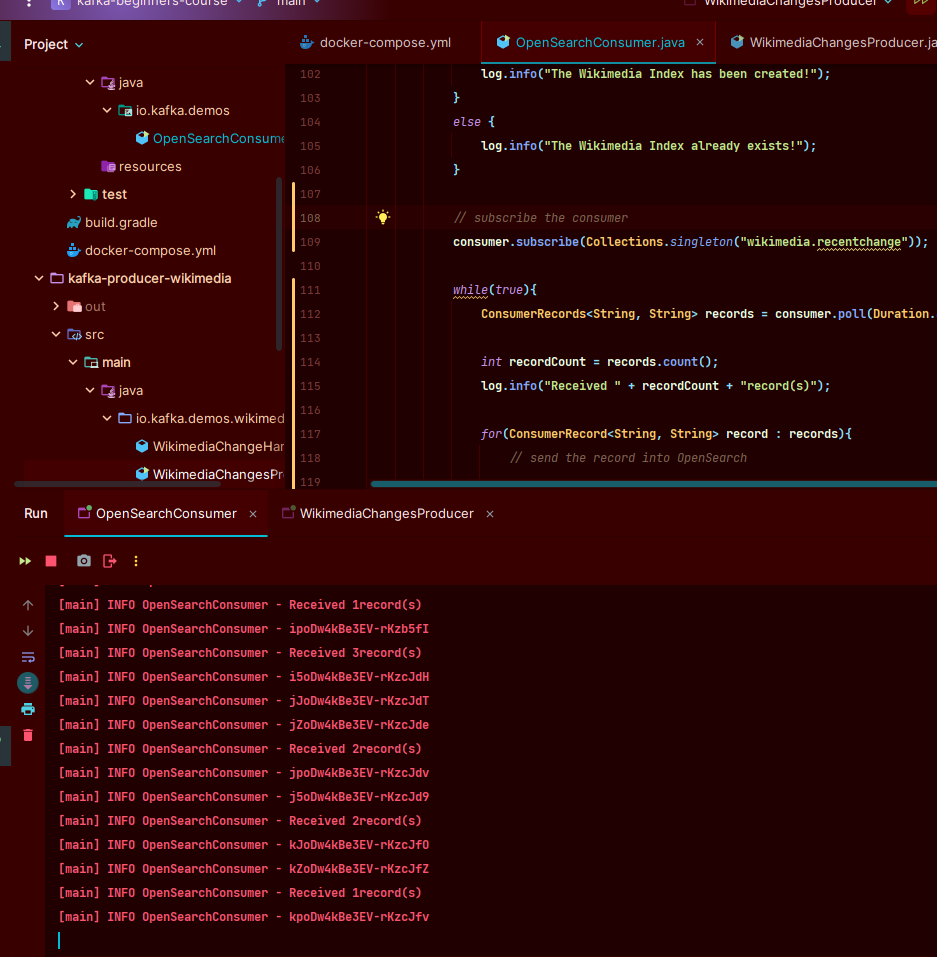 kafka-beginners-course
main
WikimediaChangesProducer
Project
java
io.kafka.demos
OpenSearchConsume
resources
test
build.gradle
docker-compose.yml
kafka-producer-wikimedia
out
src
main
java
io.kafka.demos.wikimed
WikimediaChangeHar
WikimediaChangesPr
docker-compose.yml
OpenSearchConsumer.java
WikimediaChangesProducer.ja
102 log.info("The Wikimedia Index has been created!");
103 }
104 else {
105 log.info("The Wikimedia Index already exists!");
106 }
107
108 // subscribe the consumer
109 consumer.subscribe(Collections.singleton("wikimedia.recentchange"));
110
111 while(true){
112 ConsumerRecords<String, String> records = consumer.poll(Duration.
113
114 int recordCount = records.count();
115 log.info("Received " + recordCount + "record(s)");
116
117 for(ConsumerRecord<String, String> record : records){
118 // send the record into OpenSearch
119
Run
OpenSearchConsumer
WikimediaChangesProducer
[main] INFO OpenSearchConsumer - Received 1record(s)
[main] INFO OpenSearchConsumer - ipoDw4kBe3EV-rKzb5fI
[main] INFO OpenSearchConsumer - Received 3record(s)
[main] INFO OpenSearchConsumer - i5oDw4kBe3EV-rKzcJdH
[main] INFO OpenSearchConsumer - jJoDw4kBe3EV-rKzcJdT
[main] INFO OpenSearchConsumer - jZoDw4kBe3EV-rKzcJde
[main] INFO OpenSearchConsumer - Received 2record(s)
[main] INFO OpenSearchConsumer - jpoDw4kBe3EV-rKzcJdv
[main] INFO OpenSearchConsumer - j5oDw4kBe3EV-rKzcJd9
[main] INFO OpenSearchConsumer - Received 2record(s)
[main] INFO OpenSearchConsumer - kJoDw4kBe3EV-rKzcJfO
[main] INFO OpenSearchConsumer - kZoDw4kBe3EV-rKzcJfZ
[main] INFO OpenSearchConsumer - Received 1record(s)
[main] INFO OpenSearchConsumer - kpoDw4kBe3EV-rKzcJfv